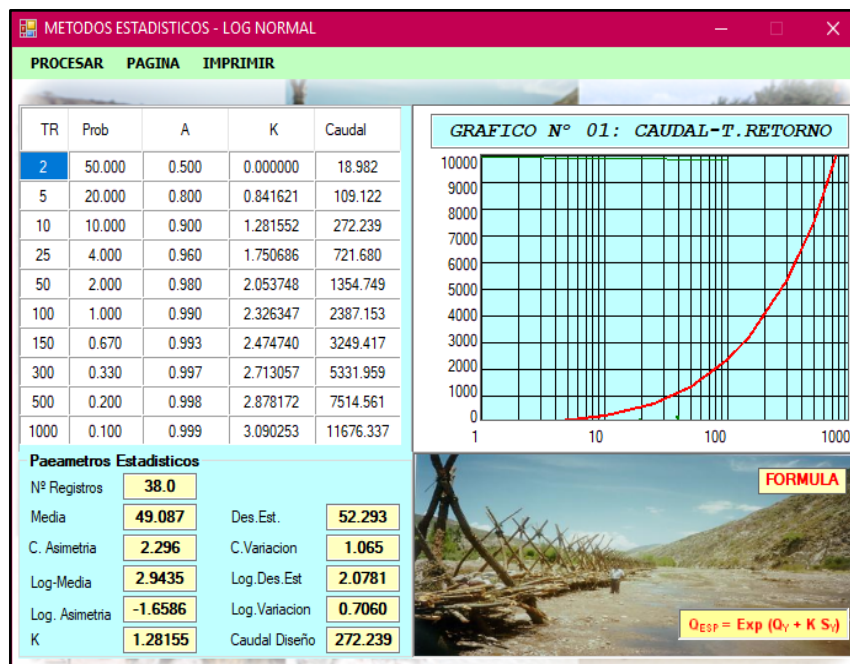 METODOS ESTADISTICOS - LOG NORMAL
PROCESAR PAGINA IMPRIMIR
TR Prob A K Caudal
2 50.000 0.500 0.000000 18.982
5 20.000 0.800 0.841621 109.122
10 10.000 0.900 1.281552 272.239
25 4.000 0.960 1.750686 721.680
50 2.000 0.980 2.053748 1354.749
100 1.000 0.990 2.326347 2387.153
150 0.670 0.993 2.474740 3249.417
300 0.330 0.997 2.713057 5331.959
500 0.200 0.998 2.878172 7514.561
1000 0.100 0.999 3.090253 11676.337
GRAFICO Nº 01: CAUDAL-T.RETORNO
10000
9000
8000
7000
6000
5000
4000
3000
2000
1000
0
1 10 100 1000
Paeametros Estadisticos
Nº Registros 38.0
Media 49.087 Des.Est. 52.293
C. Asimetria 2.296 C.Variacion 1.065
Log-Media 2.9435 Log.Des.Est 2.0781
Log. Asimetria -1.6586 Log.Variacion 0.7060
K 1.28155 Caudal Diseño 272.239
FORMULA
QESP = Exp (QY + K SY)